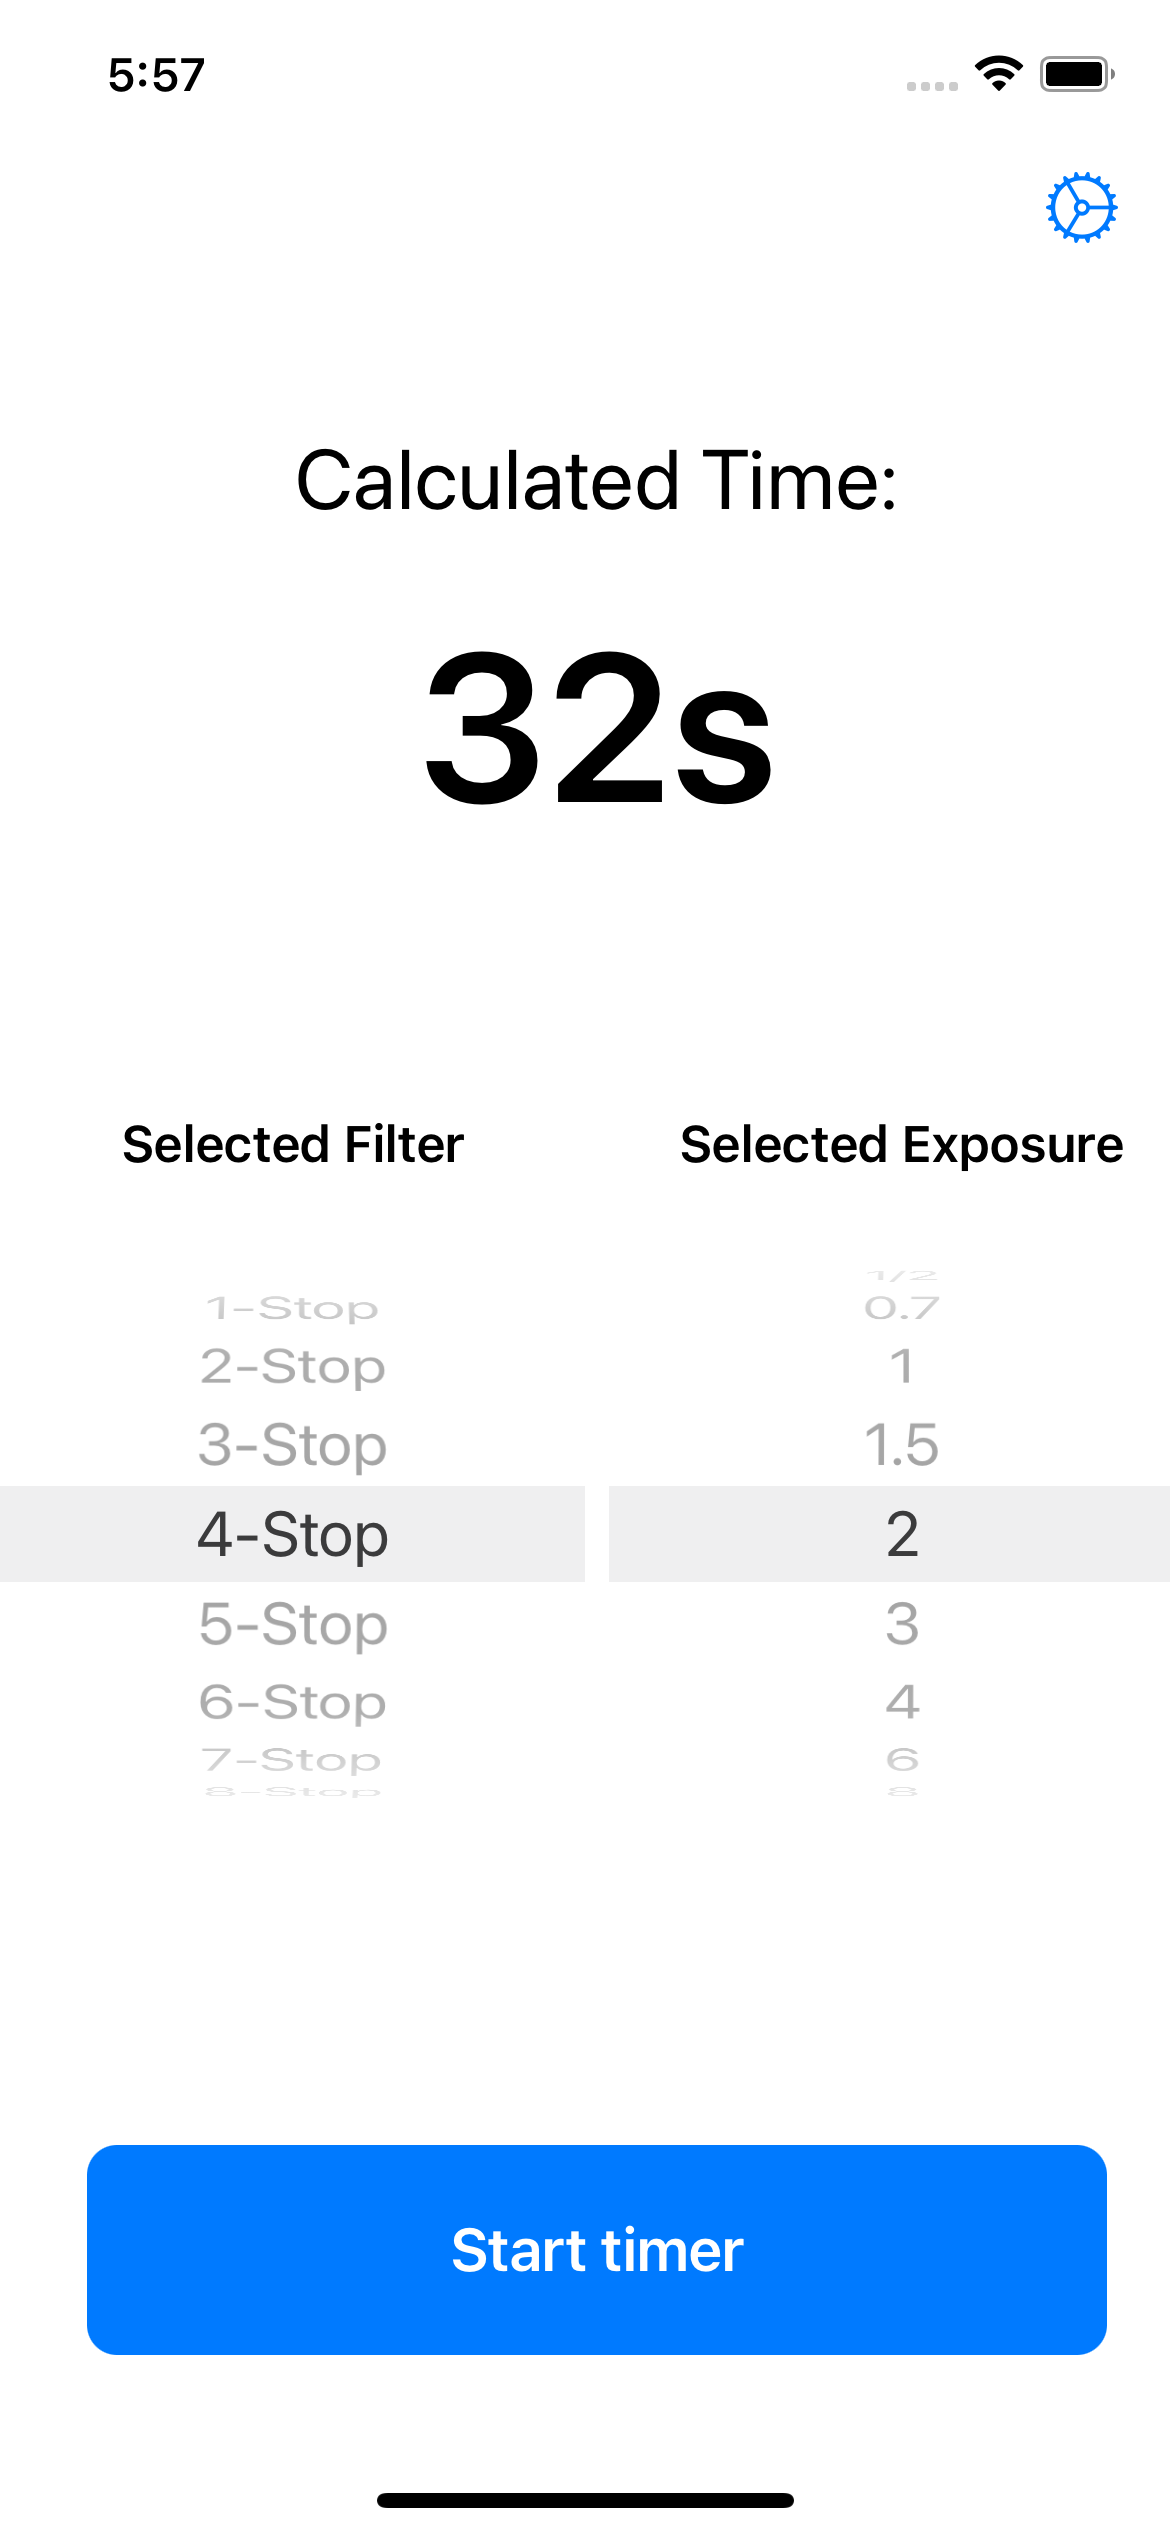 5:57
Calculated Time:
32s
Selected Filter
Selected Exposure
1/2
1-Stop
0.7
2-Stop
1
3-Stop
1.5
4-Stop
2
5-Stop
3
6-Stop
4
7-Stop
6
8-Stop
8
Start timer